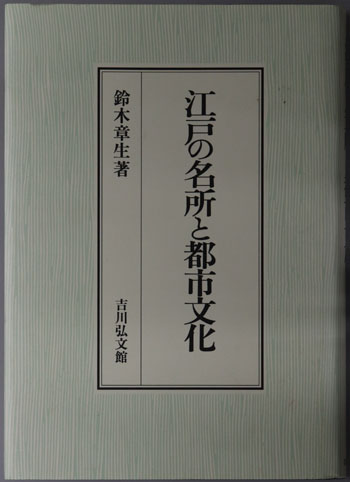 江戸の名所と都市文化
鈴木章生著
吉川弘文館